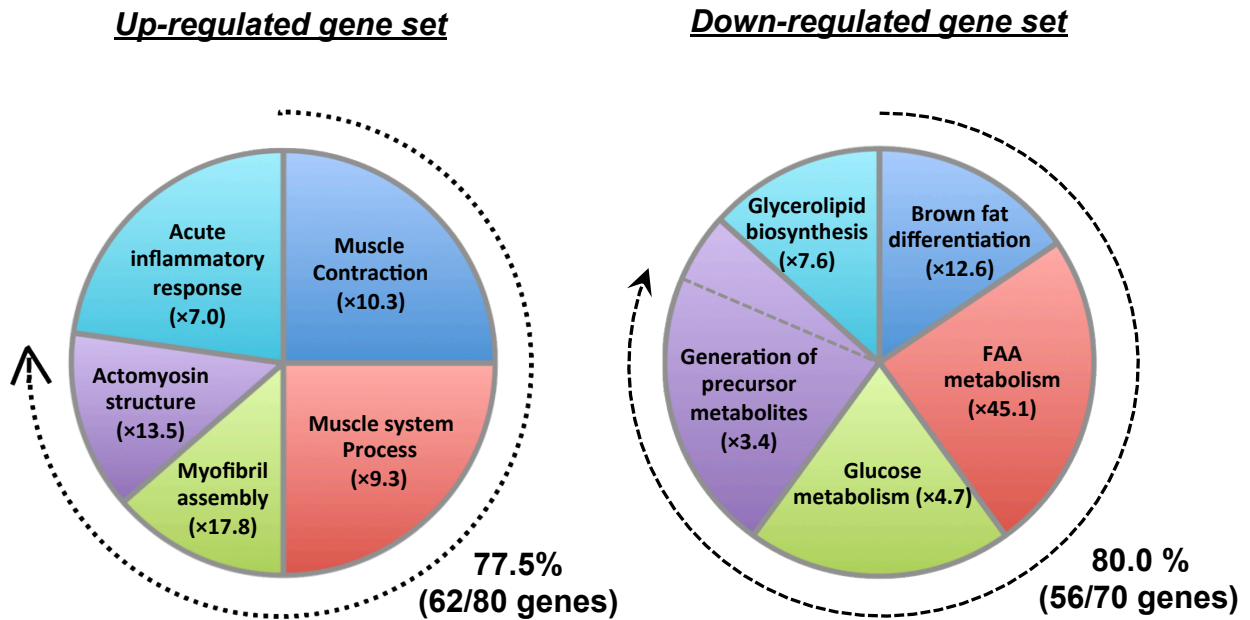 Up-regulated gene set
Muscle
Contraction
(×10.3)
Muscle system
Process
(×9.3)
Myofibril
assembly
(×17.8)
Actomyosin
structure
(×13.5)
Acute
inflammatory
response
(×7.0)
77.5%
(62/80 genes)
Down-regulated gene set
Brown fat
differentiation
(×12.6)
FAA
metabolism
(×45.1)
Glucose
metabolism (×4.7)
Generation of
precursor
metabolites
(×3.4)
Glycerolipid
biosynthesis
(×7.6)
80.0 %
(56/70 genes)